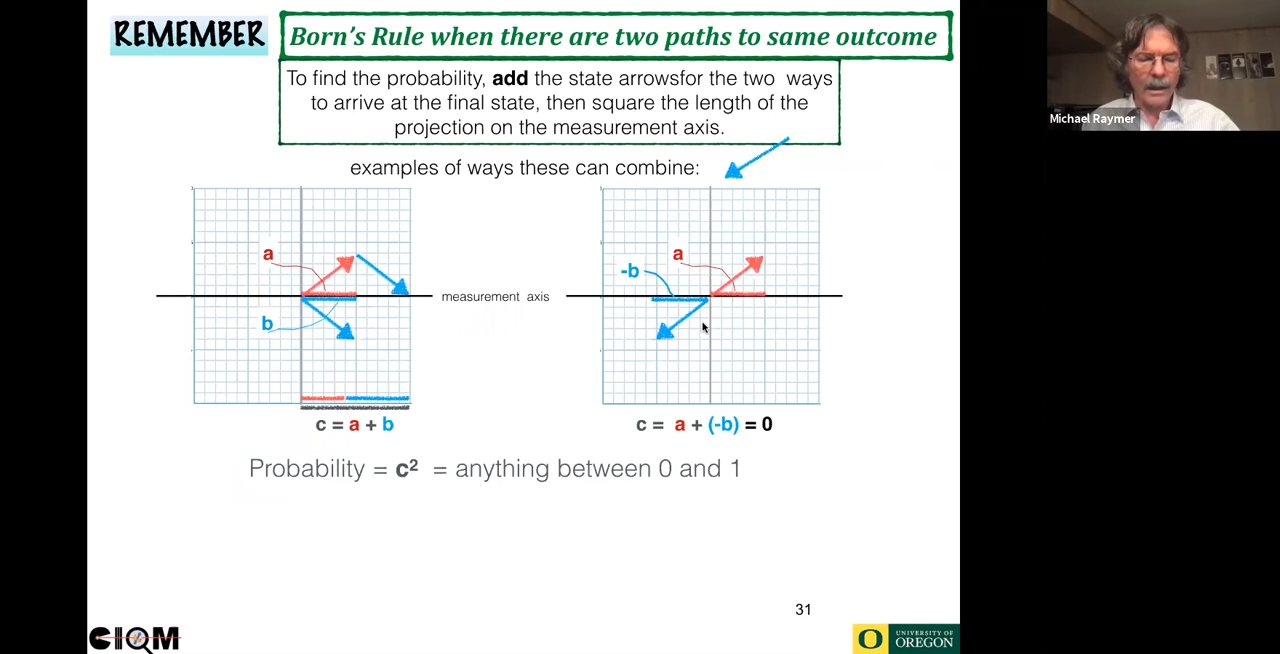 REMEMBER
Born's Rule when there are two paths to same outcome
To find the probability, add the state arrowsfor the two ways
to arrive at the final state, then square the length of the
projection on the measurement axis.
Michael Raymer
examples of ways these can combine:
a
b
measurement axis
a
-b
c = a + b
c = a + (-b) = 0
Probability = c² = anything between 0 and 1
31
CIQM
O
UNIVERSITY OF
OREGON